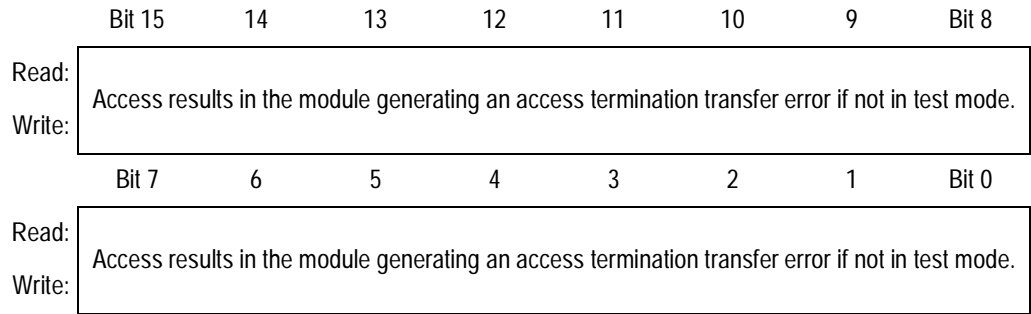 Bit 15 14 13 12 11 10 9 Bit 8
Read:
Access results in the module generating an access termination transfer error if not in test mode.
Write:
Bit 7 6 5 4 3 2 1 Bit 0
Read:
Access results in the module generating an access termination transfer error if not in test mode.
Write: